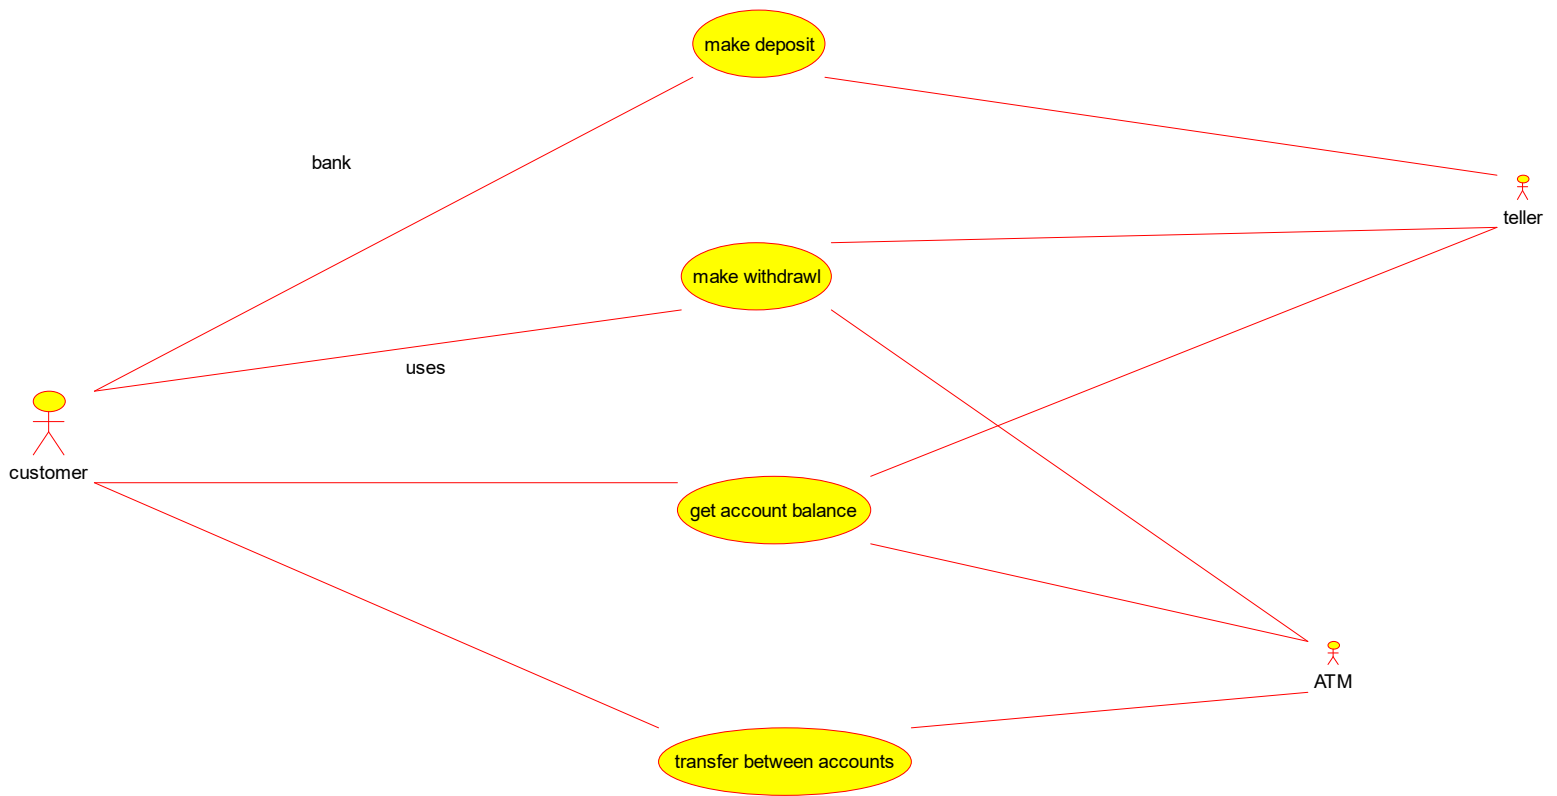 make deposit
bank
teller
make withdrawl
uses
customer
get account balance
ATM
transfer between accounts